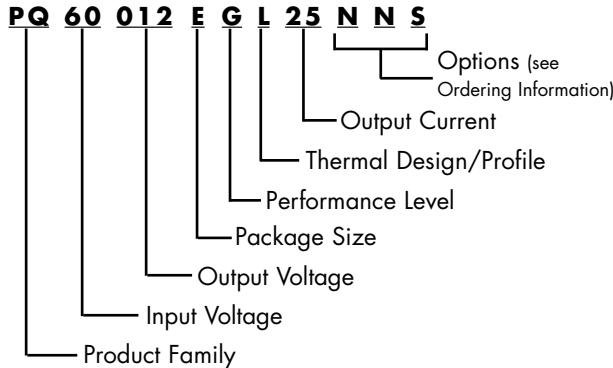 PQ 60 012 E G L 25 N N S
Options (see
Ordering Information)
Output Current
Thermal Design/Profile
Performance Level
Package Size
Output Voltage
Input Voltage
Product Family